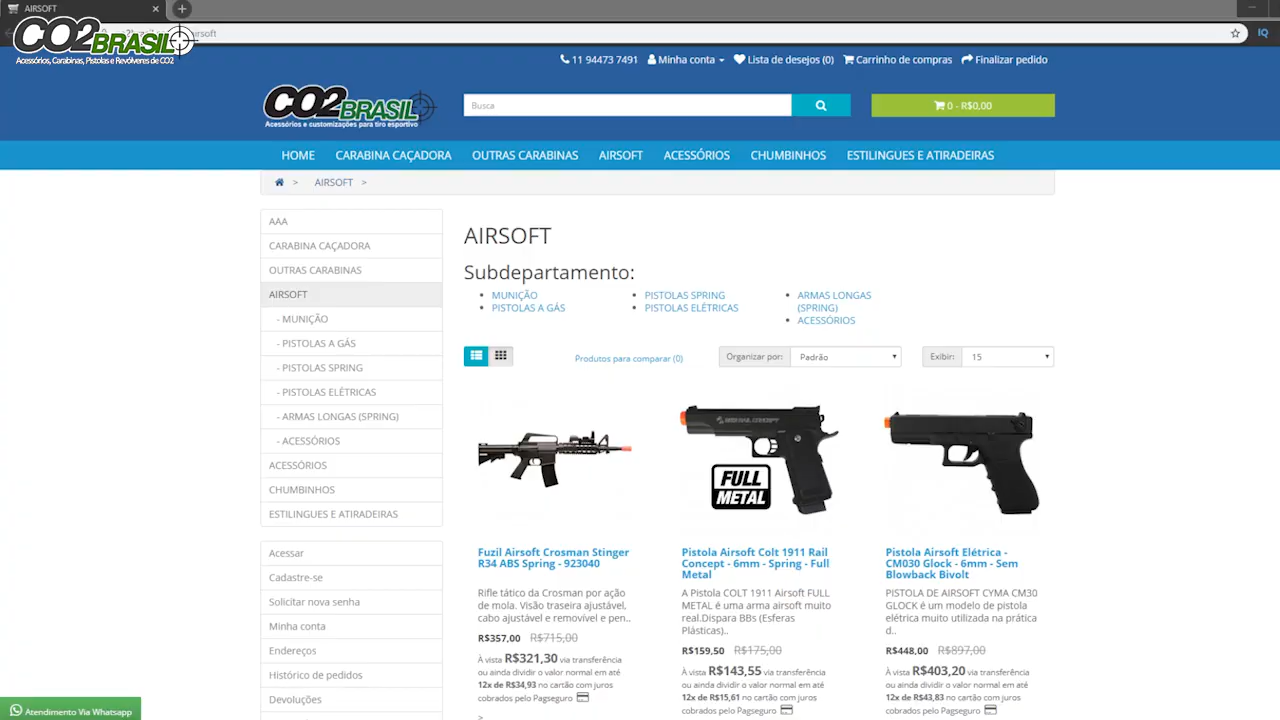 AIRSOFT
CO2BRASIL
Acessórios, Carabinas, Pistolas e Revólveres de CO2
airsoft
IQ
11 94473 7491 Minha conta Lista de desejos (0) Carrinho de compras Finalizar pedido
CO2BRASIL
Acessórios e customizações para tiro esportivo
Busca
0 - R$0,00
HOME CARABINA CAÇADORA OUTRAS CARABINAS AIRSOFT ACESSÓRIOS CHUMBINHOS ESTILINGUES E ATIRADEIRAS
> AIRSOFT >
AAA
CARABINA CAÇADORA
OUTRAS CARABINAS
AIRSOFT
- MUNIÇÃO
- PISTOLAS A GÁS
- PISTOLAS SPRING
- PISTOLAS ELÉTRICAS
- ARMAS LONGAS (SPRING)
- ACESSÓRIOS
ACESSÓRIOS
CHUMBINHOS
ESTILINGUES E ATIRADEIRAS
Acessar
Cadastre-se
Solicitar nova senha
Minha conta
Endereços
Histórico de pedidos
Devoluções
Atendimento Via Whatsapp
AIRSOFT
Subdepartamento:
MUNIÇÃO
PISTOLAS A GÁS
PISTOLAS SPRING
PISTOLAS ELÉTRICAS
ARMAS LONGAS
(SPRING)
ACESSÓRIOS
Produtos para comparar (0)
Organizar por: Padrão
Exibir: 15
FULL
METAL
Fuzil Airsoft Crosman Stinger
R34 ABS Spring - 923040
Rifle tático da Crosman por ação
de mola. Visão traseira ajustável,
cabo ajustável e removível e pen..
R$357,00 R$715,00
À vista R$321,30 via transferência
ou ainda dividir o valor normal em até
12x de R$34,93 no cartão com juros
cobrados pelo Pagseguro
>
Pistola Airsoft Colt 1911 Rail
Concept - 6mm - Spring - Full
Metal
A Pistola COLT 1911 Airsoft FULL
METAL é uma arma airsoft muito
real.Dispara BBs (Esferas
Plásticas)..
R$159,50 R$175,00
À vista R$143,55 via transferência
ou ainda dividir o valor normal em até
12x de R$15,61 no cartão com juros
cobrados pelo Pagseguro
Pistola Airsoft Elétrica -
CM030 Glock - 6mm - Sem
Blowback Bivolt
PISTOLA DE AIRSOFT CYMA CM30
GLOCK é um modelo de pistola
elétrica muito utilizada na prática
d..
R$448,00 R$897,00
À vista R$403,20 via transferência
ou ainda dividir o valor normal em até
12x de R$43,83 no cartão com juros
cobrados pelo Pagseguro